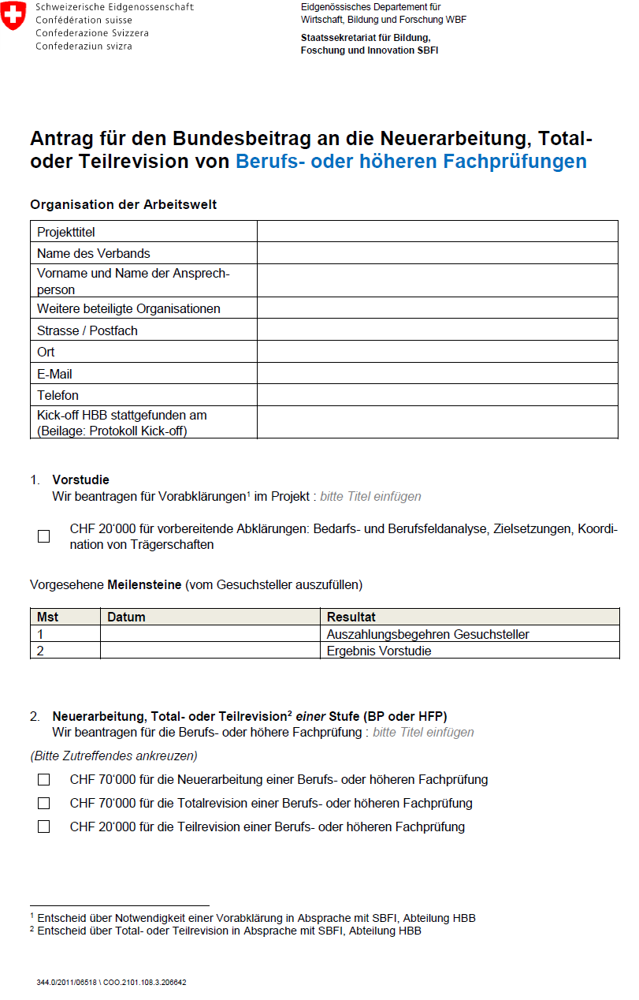 Schweizerische Eidgenossenschaft
Confédération suisse
Confederazione Svizzera
Confederaziun svizra
Eidgenössisches Departement für
Wirtschaft, Bildung und Forschung WBF
Staatssekretariat für Bildung,
Foschung und Innovation SBFI
Antrag für den Bundesbeitrag an die Neuerarbeitung, Total-
oder Teilrevision von Berufs- oder höheren Fachprüfungen
Organisation der Arbeitswelt
Projekttitel
Name des Verbands
Vorname und Name der Ansprech-
person
Weitere beteiligte Organisationen
Strasse / Postfach
Ort
E-Mail
Telefon
Kick-off HBB stattgefunden am
(Beilage: Protokoll Kick-off)
1. Vorstudie
Wir beantragen für Vorabklärungen¹ im Projekt : bitte Titel einfügen
CHF 20‘000 für vorbereitende Abklärungen: Bedarfs- und Berufsfeldanalyse, Zielsetzungen, Koordi-
nation von Trägerschaften
Vorgesehene Meilensteine (vom Gesuchsteller auszufüllen)
Mst Datum Resultat
1 Auszahlungsbegehren Gesuchsteller
2 Ergebnis Vorstudie
2. Neuerarbeitung, Total- oder Teilrevision² einer Stufe (BP oder HFP)
Wir beantragen für die Berufs- oder höhere Fachprüfung : bitte Titel einfügen
(Bitte Zutreffendes ankreuzen)
CHF 70‘000 für die Neuerarbeitung einer Berufs- oder höheren Fachprüfung
CHF 70‘000 für die Totalrevision einer Berufs- oder höheren Fachprüfung
CHF 20‘000 für die Teilrevision einer Berufs- oder höheren Fachprüfung
¹ Entscheid über Notwendigkeit einer Vorabklärung in Absprache mit SBFI, Abteilung HBB
² Entscheid über Total- oder Teilrevision in Absprache mit SBFI, Abteilung HBB
344.0/2011/06518 \ COO.2101.108.3.206642